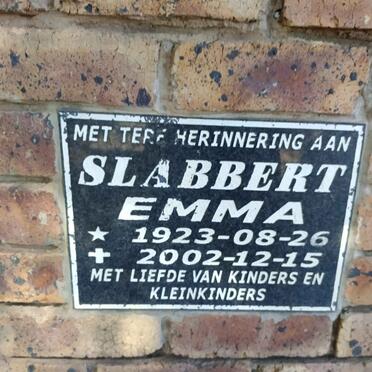 MET TERE HERINNERING AAN
SLABBERT
EMMA
★ 1923-08-26
✚ 2002-12-15
MET LIEFDE VAN KINDERS EN
KLEINKINDERS